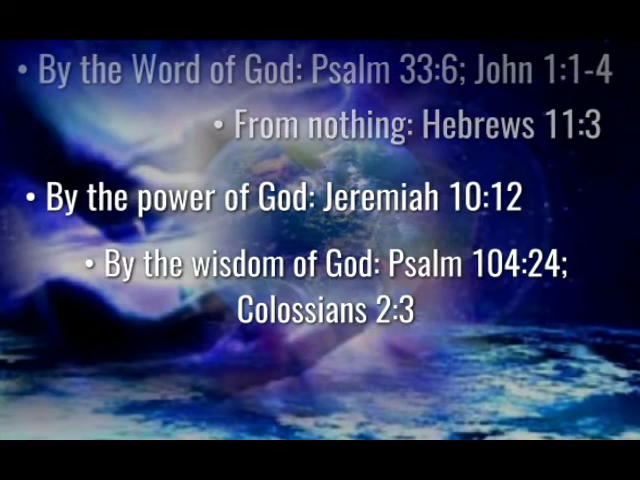 • By the Word of God: Psalm 33:6; John 1:1-4
• From nothing: Hebrews 11:3
• By the power of God: Jeremiah 10:12
• By the wisdom of God: Psalm 104:24;
Colossians 2:3